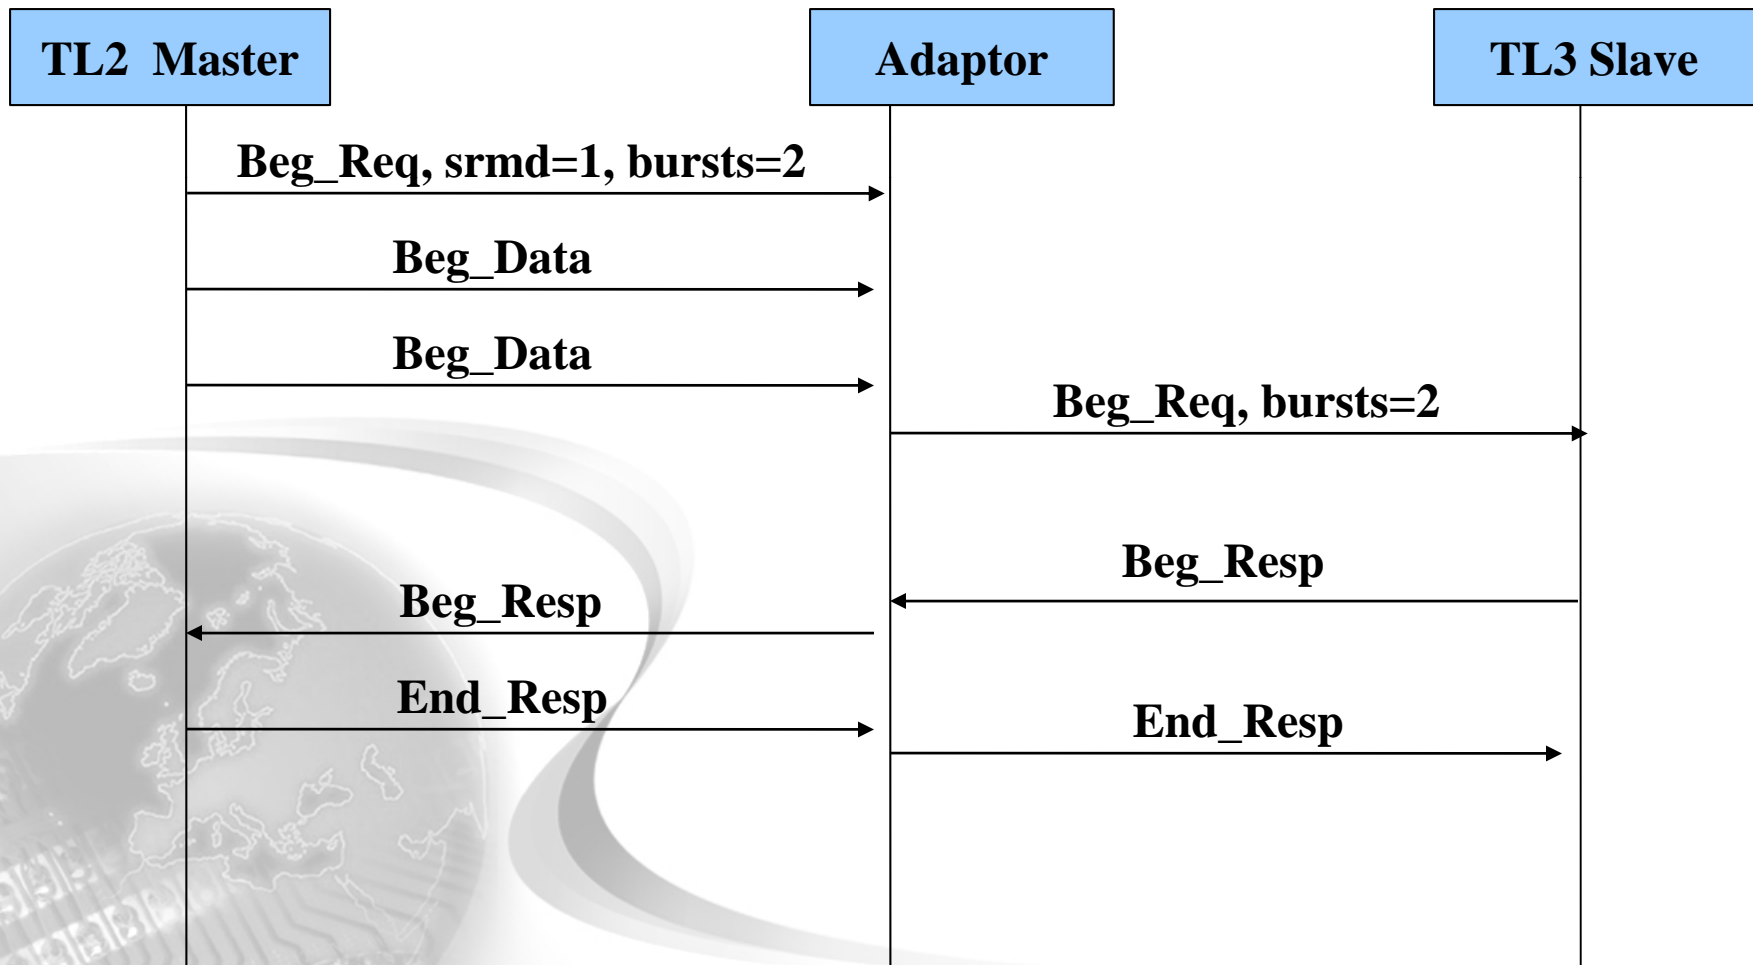 TL2 Master
Adaptor
TL3 Slave
Beg_Req, srmd=1, bursts=2
Beg_Data
Beg_Data
Beg_Req, bursts=2
Beg_Resp
Beg_Resp
End_Resp
End_Resp